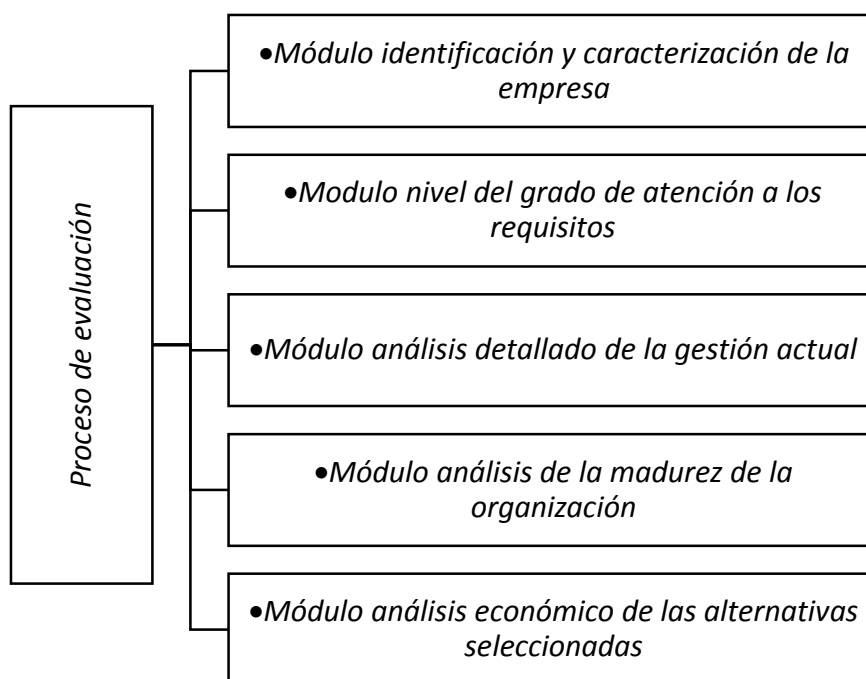 Proceso de evaluación
•Módulo identificación y caracterización de la
empresa
•Modulo nivel del grado de atención a los
requisitos
•Módulo análisis detallado de la gestión actual
•Módulo análisis de la madurez de la
organización
•Módulo análisis económico de las alternativas
seleccionadas